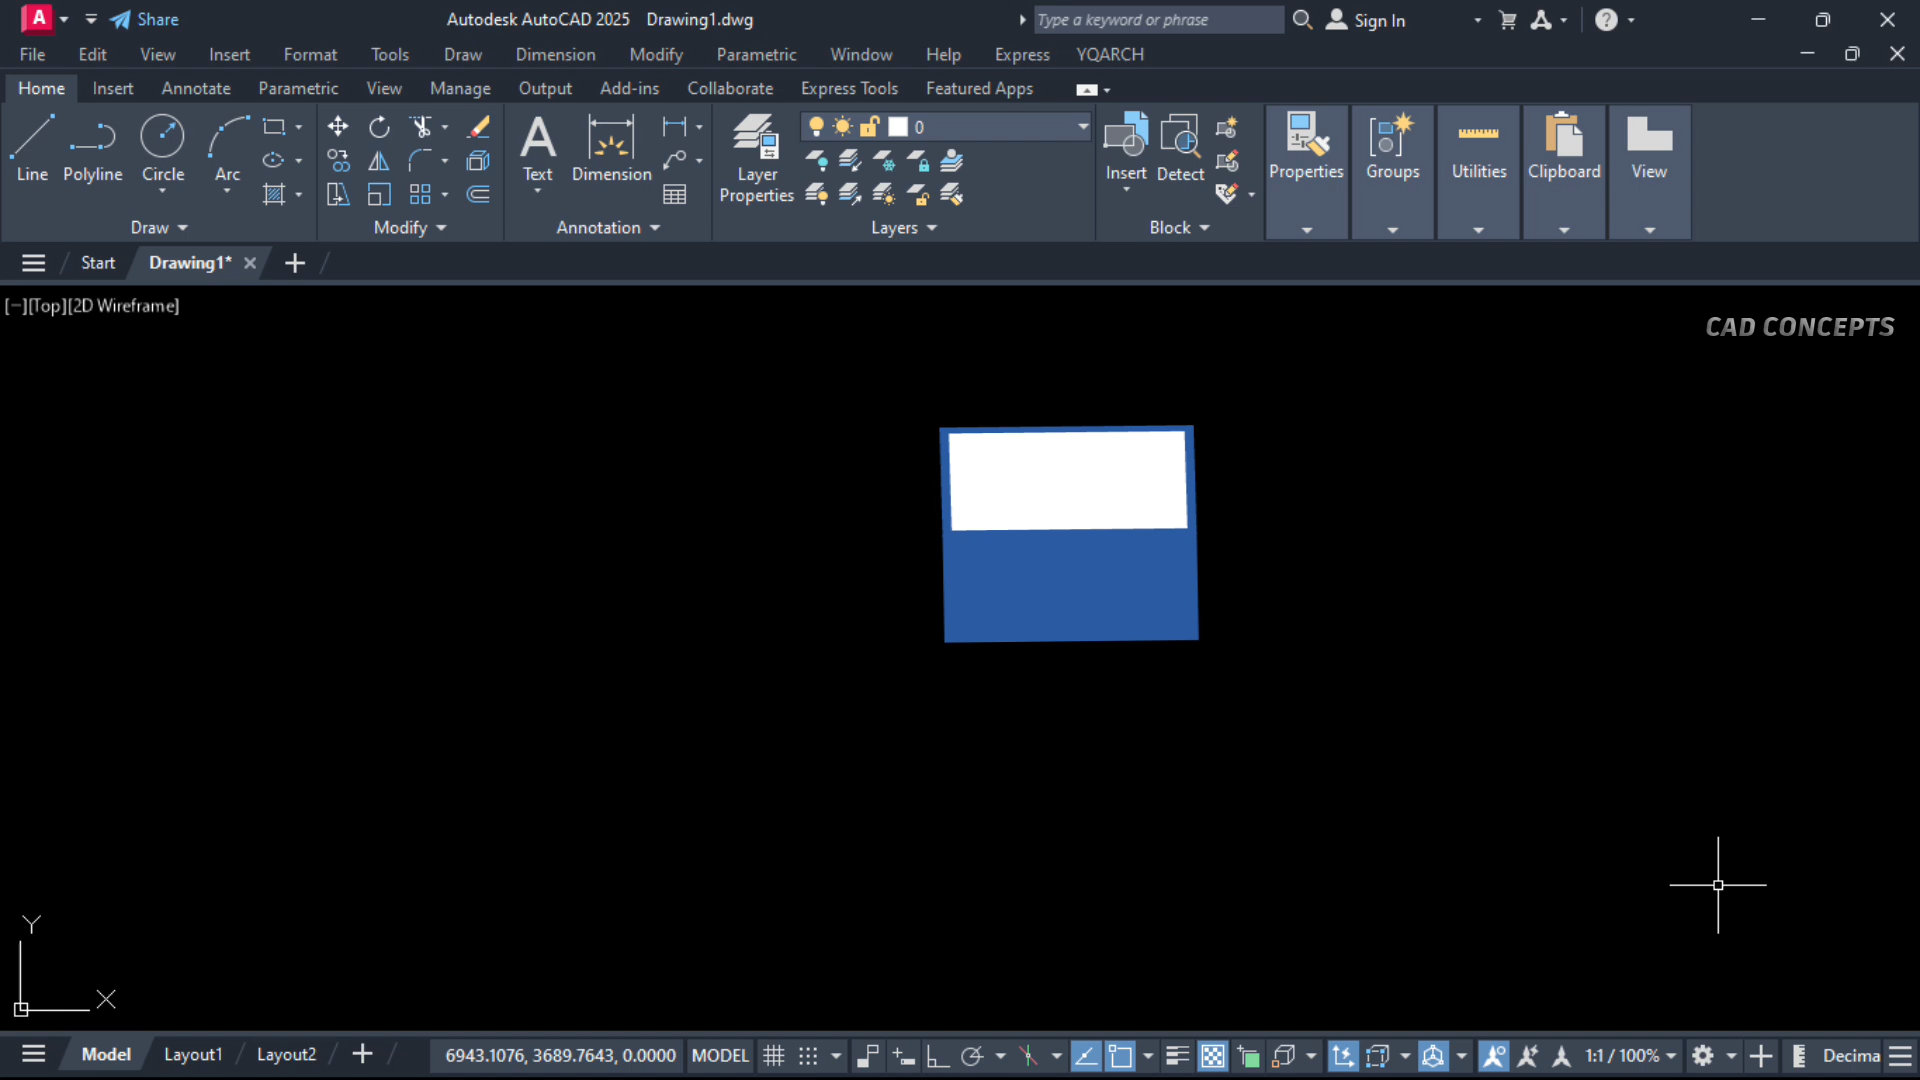 A Share Autodesk AutoCAD 2025 Drawing1.dwg Type a keyword or phrase Sign In ?
File Edit View Insert Format Tools Draw Dimension Modify Parametric Window Help Express YQARCH
Home Insert Annotate Parametric View Manage Output Add-ins Collaborate Express Tools Featured Apps
0
Line Polyline Circle Arc Text Dimension Layer Properties Insert Detect Properties Groups Utilities Clipboard View
Draw Modify Annotation Layers Block
Start Drawing1*
[−][Top][2D Wireframe]
CAD CONCEPTS
Y
X
Model Layout1 Layout2 6943.1076, 3689.7643, 0.0000 MODEL 1:1 / 100% Decima